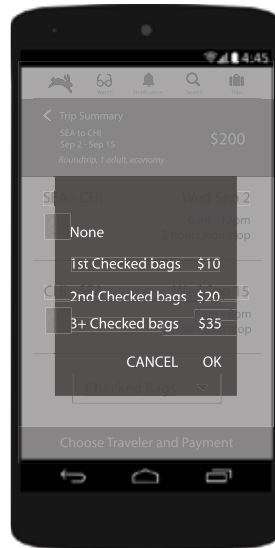 4:45
Trip Summary
SEA to CHI
Sep 2 - Sep 15
Roundtrip, 1 adult, economy
$200
SEA - CHI Wed Sep 2
None
1st Checked bags $10
2nd Checked bags $20
3+ Checked begs $35
CANCEL OK
Checked Bags
Choose Traveler and Payment